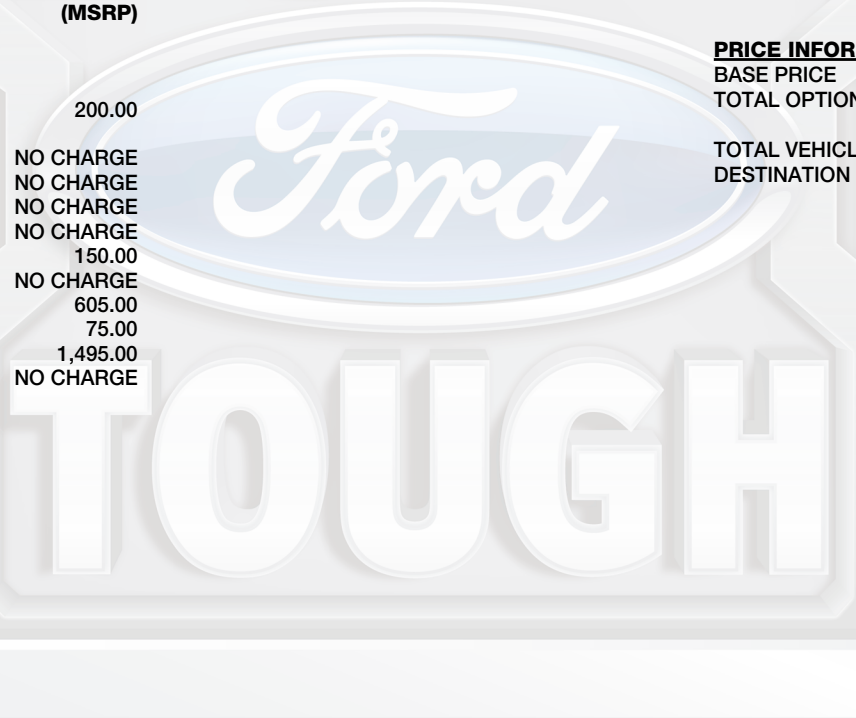 (MSRP)
200.00
NO CHARGE
NO CHARGE
NO CHARGE
NO CHARGE
150.00
NO CHARGE
605.00
75.00
1,495.00
NO CHARGE
PRICE INFOR
BASE PRICE
TOTAL OPTION
TOTAL VEHICL
DESTINATION
Ford
TOUGH